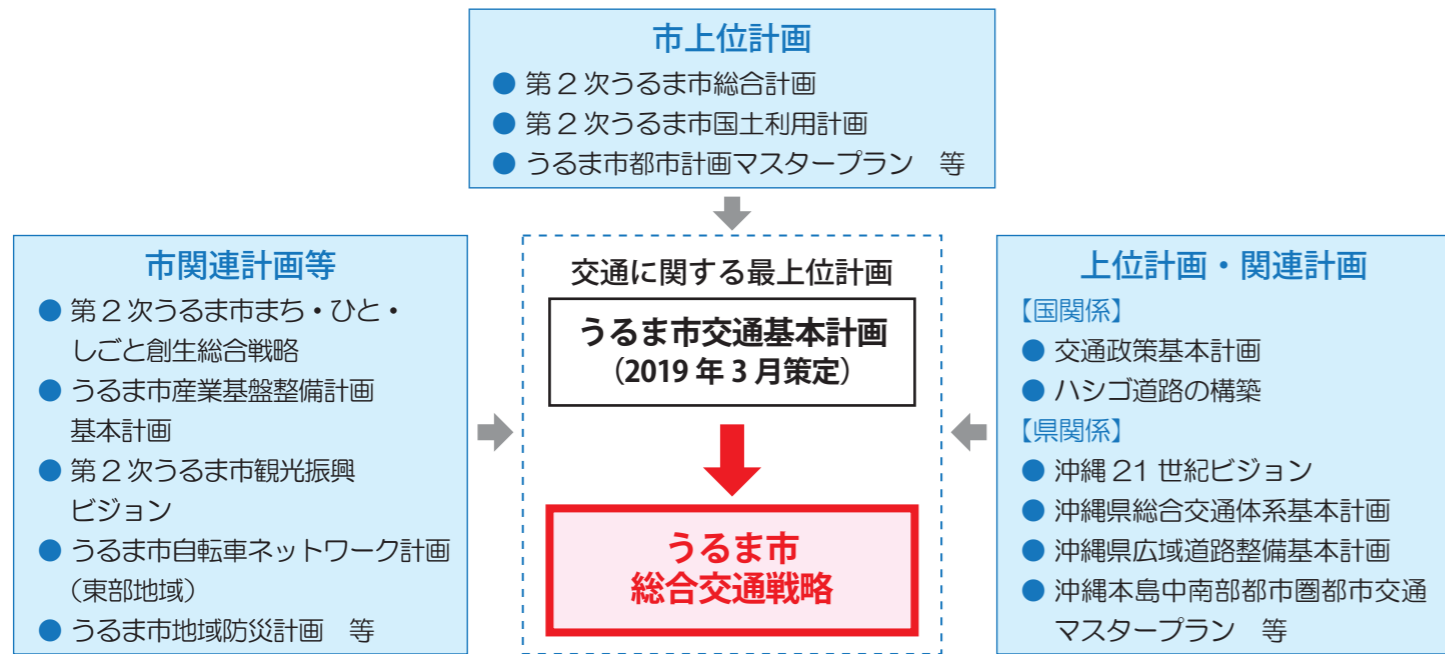 市上位計画
● 第2次うるま市総合計画
● 第2次うるま市国土利用計画
● うるま市都市計画マスタープラン　等
市関連計画等
● 第2次うるま市まち・ひと・
しごと創生総合戦略
● うるま市産業基盤整備計画
基本計画
● 第2次うるま市観光振興
ビジョン
● うるま市自転車ネットワーク計画
（東部地域）
● うるま市地域防災計画　等
交通に関する最上位計画
うるま市交通基本計画
（2019年3月策定）
うるま市
総合交通戦略
上位計画・関連計画
【国関係】
● 交通政策基本計画
● ハシゴ道路の構築
【県関係】
● 沖縄21世紀ビジョン
● 沖縄県総合交通体系基本計画
● 沖縄県広域道路整備基本計画
● 沖縄本島中南部都市圏都市交通
マスタープラン　等